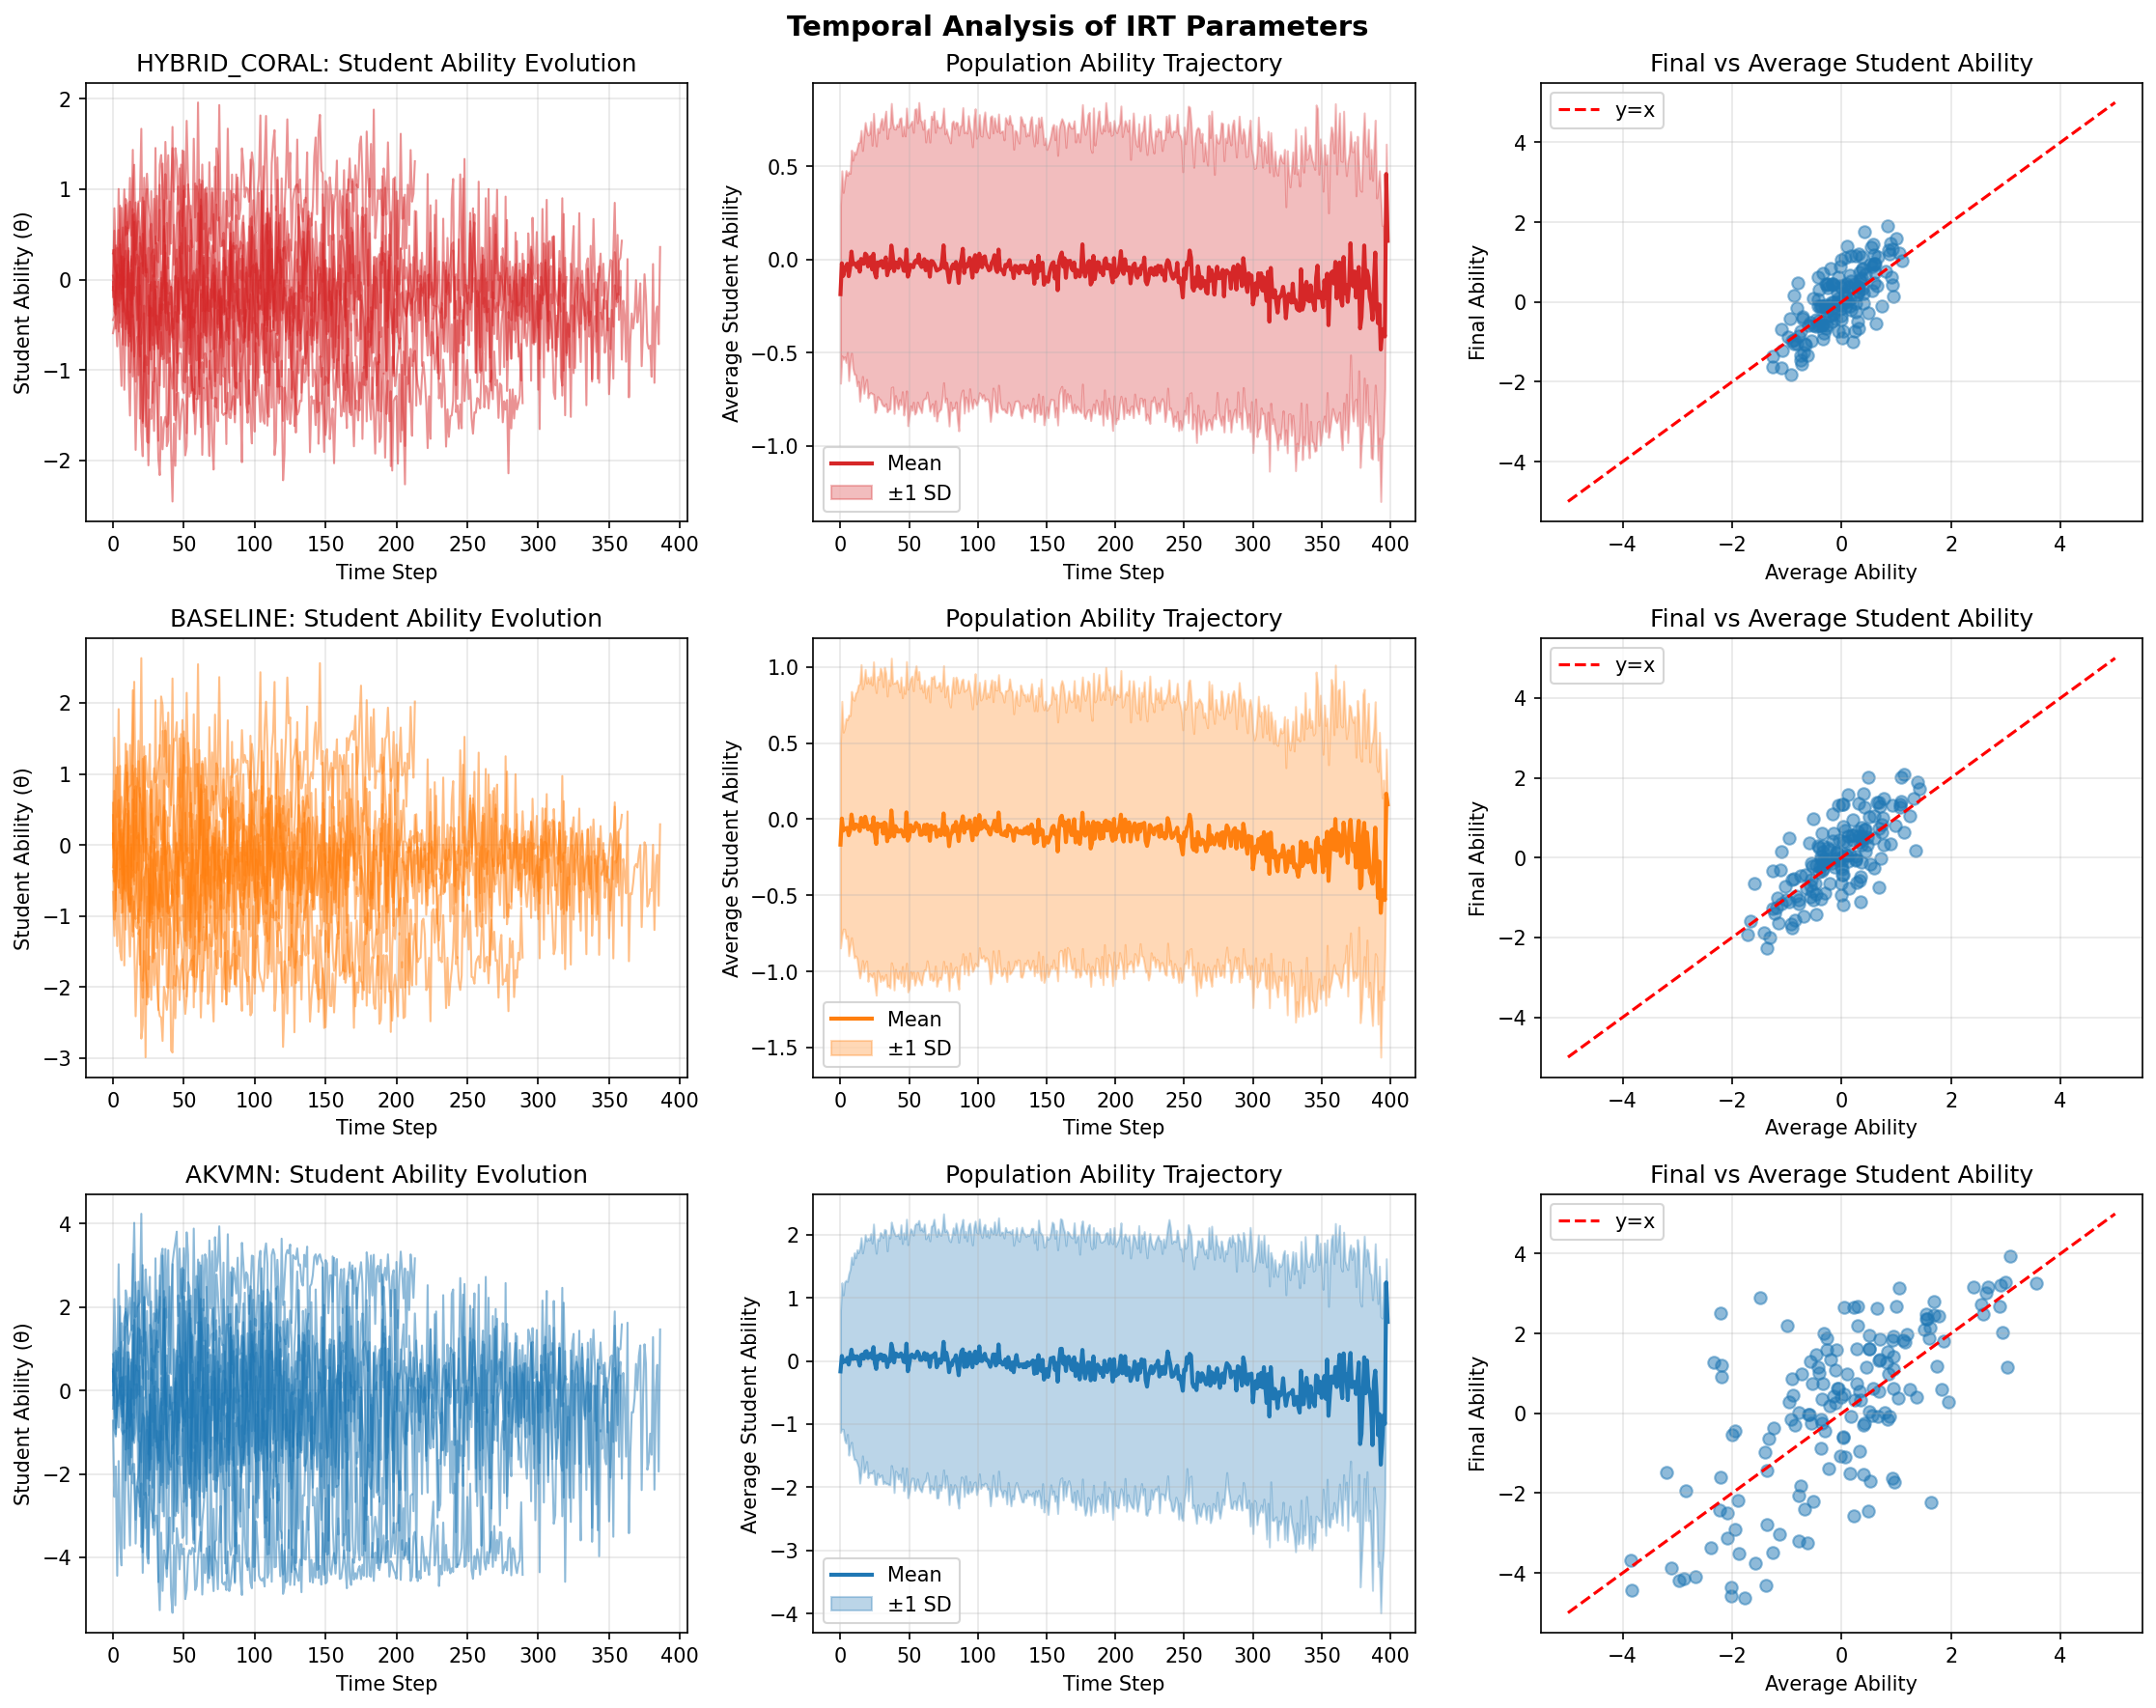 Temporal Analysis of IRT Parameters
HYBRID_CORAL: Student Ability Evolution
Student Ability (θ)
2
1
0
−1
−2
0 50 100 150 200 250 300 350 400
Time Step
Population Ability Trajectory
Average Student Ability
0.5
0.0
−0.5
−1.0
Mean
±1 SD
0 50 100 150 200 250 300 350 400
Time Step
Final vs Average Student Ability
y=x
Final Ability
4
2
0
−2
−4
−4 −2 0 2 4
Average Ability
BASELINE: Student Ability Evolution
Student Ability (θ)
2
1
0
−1
−2
−3
0 50 100 150 200 250 300 350 400
Time Step
Population Ability Trajectory
Average Student Ability
1.0
0.5
0.0
−0.5
−1.0
−1.5
Mean
±1 SD
0 50 100 150 200 250 300 350 400
Time Step
Final vs Average Student Ability
y=x
Final Ability
4
2
0
−2
−4
−4 −2 0 2 4
Average Ability
AKVMN: Student Ability Evolution
Student Ability (θ)
4
2
0
−2
−4
0 50 100 150 200 250 300 350 400
Time Step
Population Ability Trajectory
Average Student Ability
2
1
0
−1
−2
−3
−4
Mean
±1 SD
0 50 100 150 200 250 300 350 400
Time Step
Final vs Average Student Ability
y=x
Final Ability
4
2
0
−2
−4
−4 −2 0 2 4
Average Ability